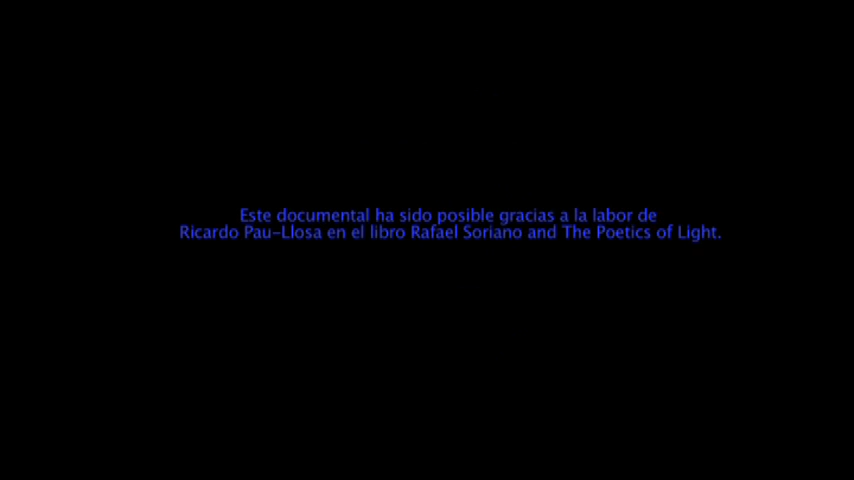 Este documental ha sido posible gracias a la labor de
Ricardo Pau-Llosa en el libro Rafael Soriano and The Poetics of Light.